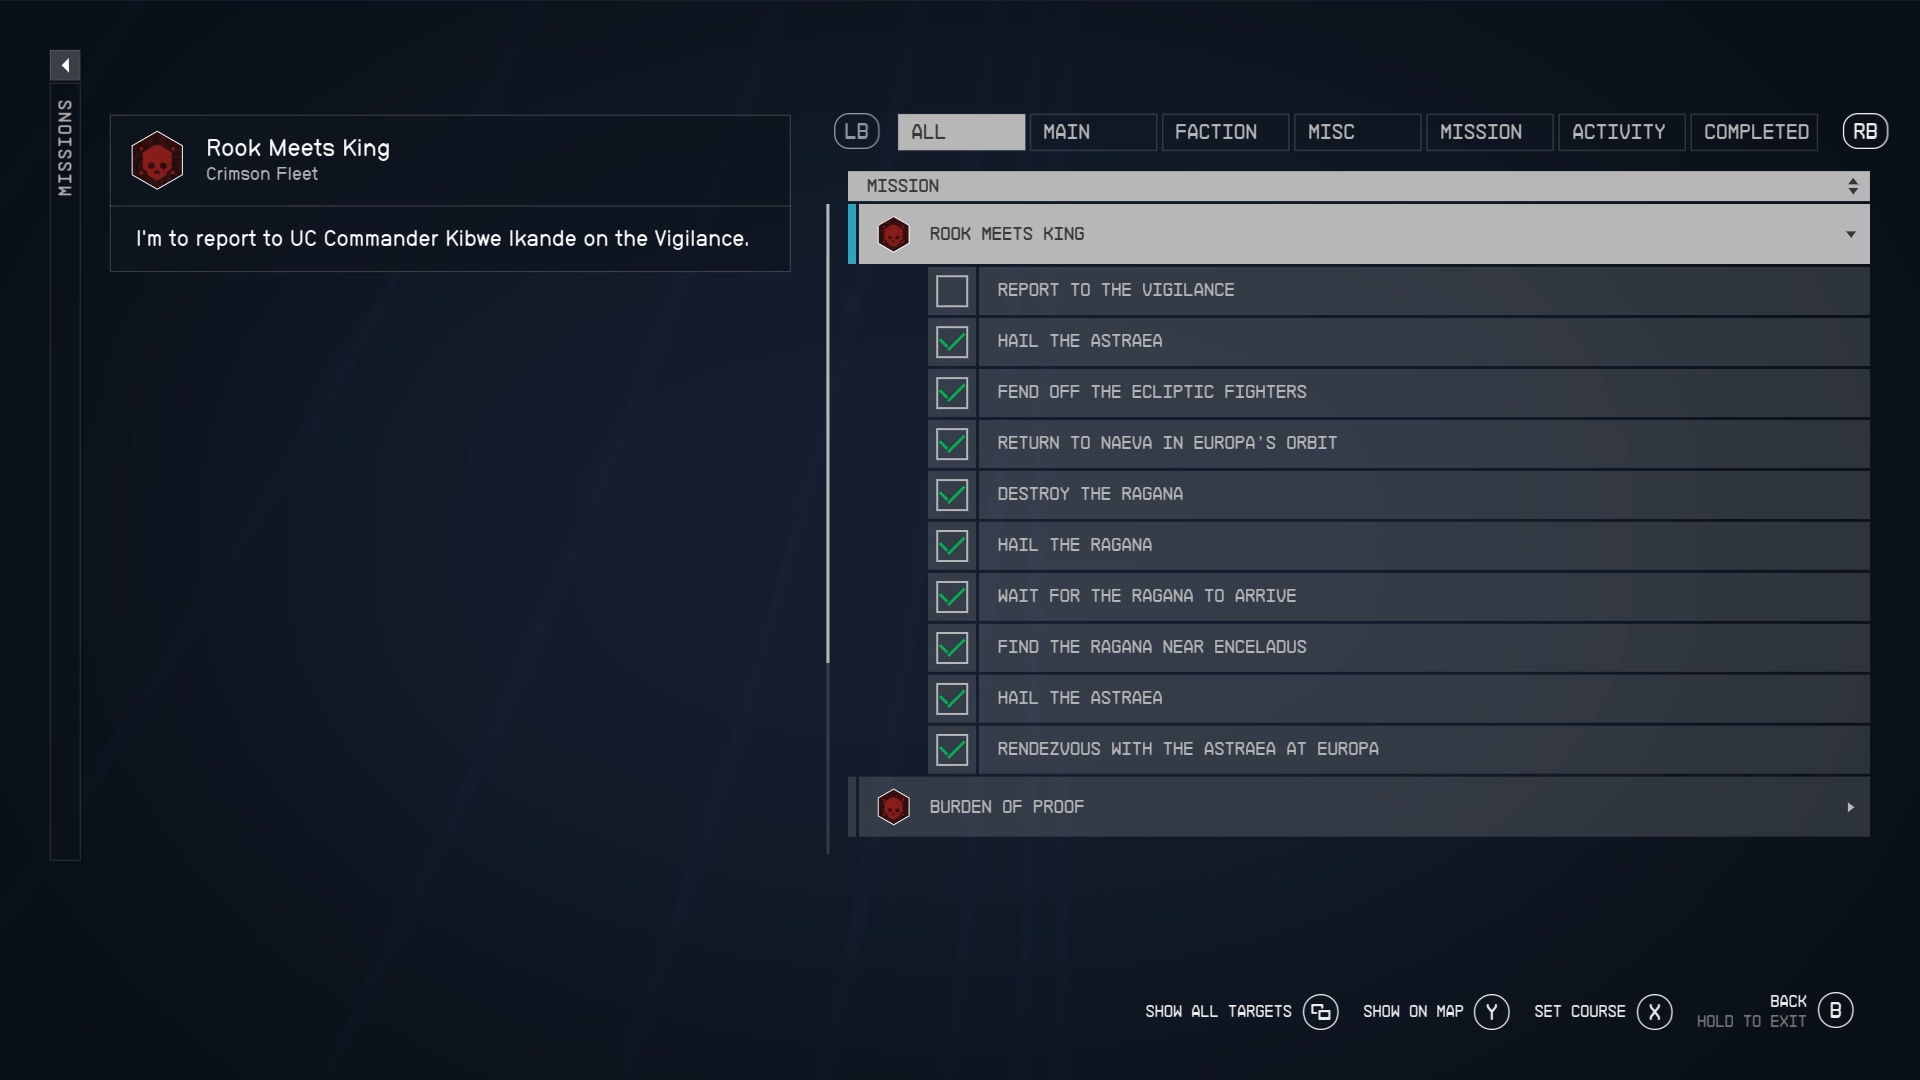 MISSIONS
Rook Meets King
Crimson Fleet
I'm to report to UC Commander Kibwe Ikande on the Vigilance.
LB ALL MAIN FACTION MISC MISSION ACTIVITY COMPLETED RB
MISSION
ROOK MEETS KING
REPORT TO THE VIGILANCE
HAIL THE ASTRAEA
FEND OFF THE ECLIPTIC FIGHTERS
RETURN TO NAEVA IN EUROPA'S ORBIT
DESTROY THE RAGANA
HAIL THE RAGANA
WAIT FOR THE RAGANA TO ARRIVE
FIND THE RAGANA NEAR ENCELADUS
HAIL THE ASTRAEA
RENDEZVOUS WITH THE ASTRAEA AT EUROPA
BURDEN OF PROOF
SHOW ALL TARGETS SHOW ON MAP Y SET COURSE X BACK B
HOLD TO EXIT